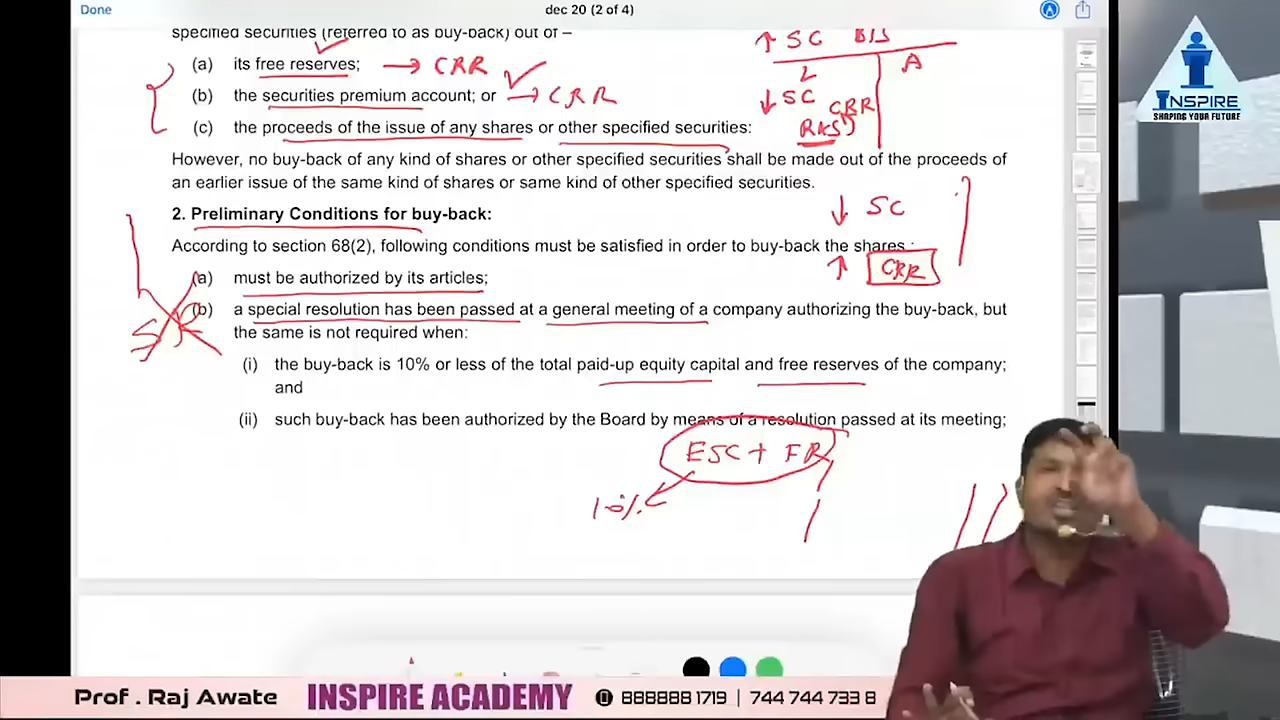 Done
dec 20 (2 of 4)
specified securities (referred to as buy-back) out of –
(a) its free reserves; → CRR
(b) the securities premium account; or → CRR
(c) the proceeds of the issue of any shares or other specified securities:
↑ SC B/S
L A
↓ SC
CRR
However, no buy-back of any kind of shares or other specified securities shall be made out of the proceeds of
an earlier issue of the same kind of shares or same kind of other specified securities.
↓ SC
2. Preliminary Conditions for buy-back:
According to section 68(2), following conditions must be satisfied in order to buy-back the shares :
↑ CRR
(a) must be authorized by its articles;
(b) a special resolution has been passed at a general meeting of a company authorizing the buy-back, but
the same is not required when:
SR
(i) the buy-back is 10% or less of the total paid-up equity capital and free reserves of the company;
and
(ii) such buy-back has been authorized by the Board by means of a resolution passed at its meeting;
ESC + FR
10%
INSPIRE
SHAPING YOUR FUTURE
Prof . Raj Awate INSPIRE ACADEMY 888888 1719 | 744 744 733 8